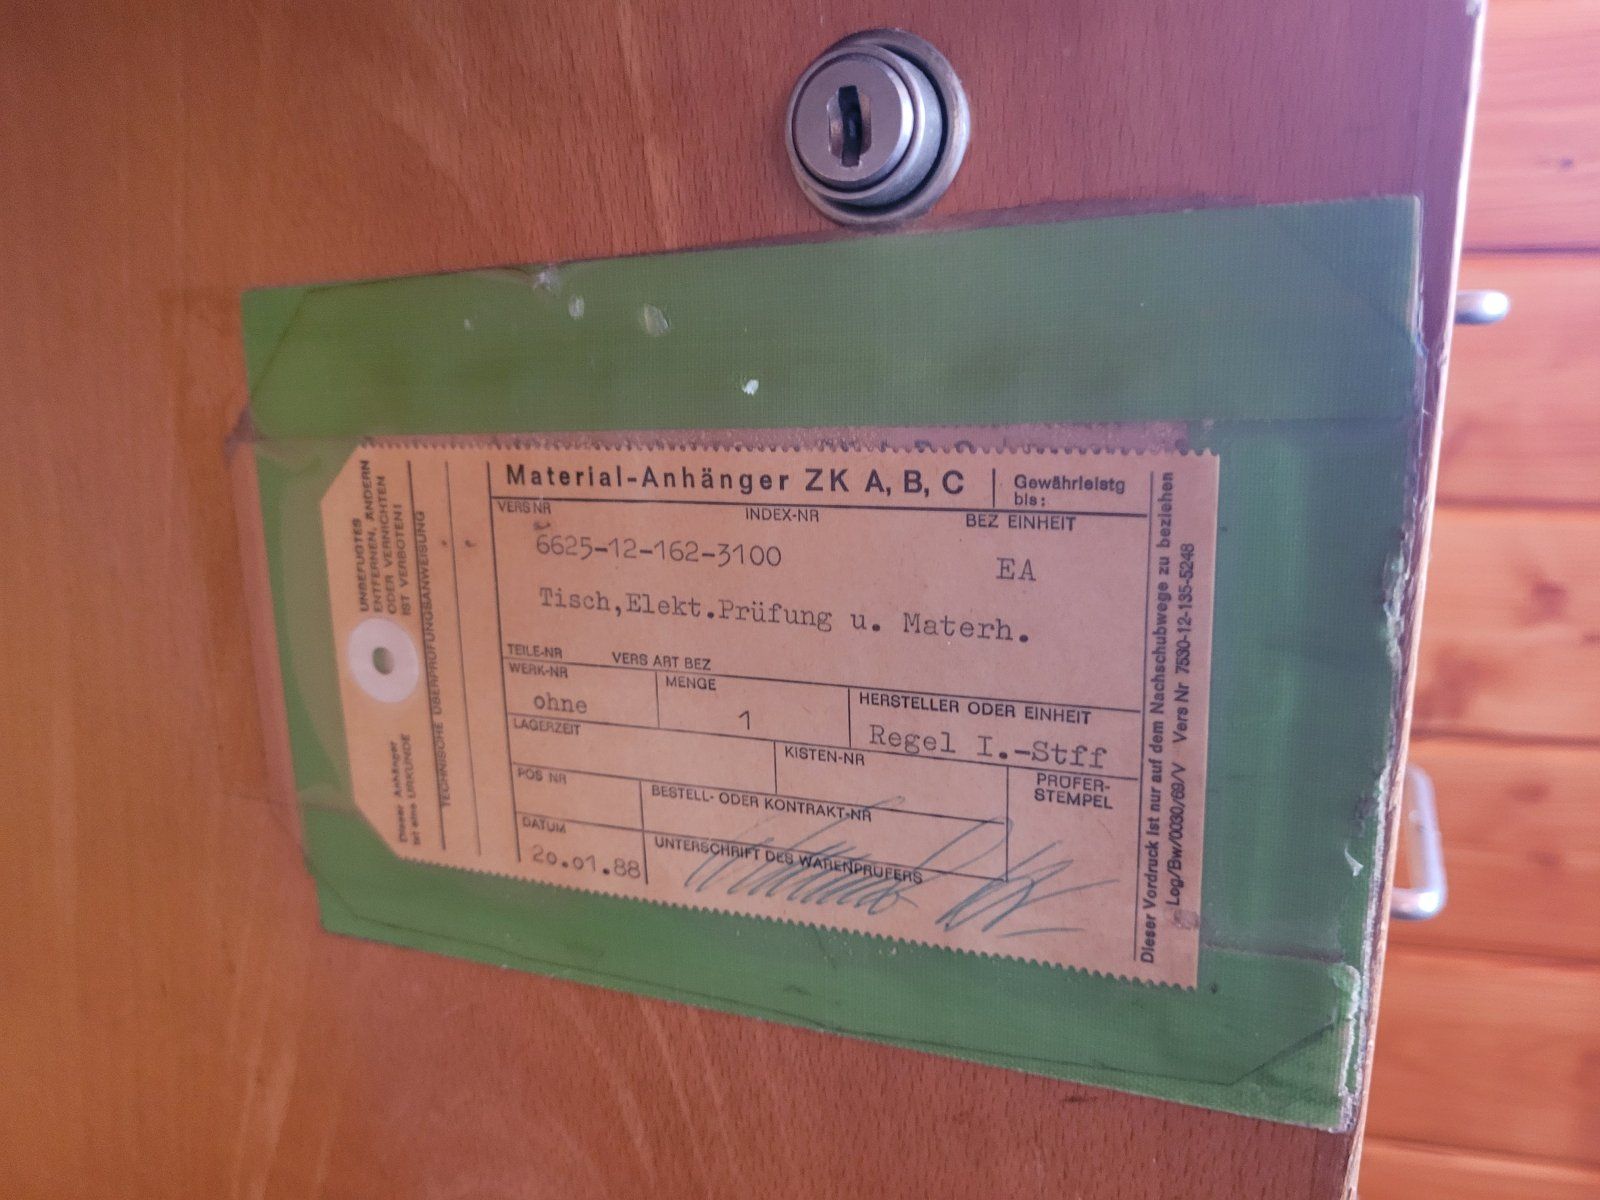 UNBEFUGTES
ENTFERNEN, ÄNDERN
ODER VERNICHTEN
IST VERBOTEN!
Dieser Anhänger
ist eine URKUNDE
TECHNISCHE ÜBERPRÜFUNGSANWEISUNG
Material-Anhänger ZK A, B, C
Gewährleistg
bis:
VERS NR INDEX-NR BEZ EINHEIT
6625-12-162-3100 EA
Tisch,Elekt.Prüfung u. Materh.
TEILE-NR VERS ART BEZ
WERK-NR MENGE HERSTELLER ODER EINHEIT
ohne 1 Regel I.-Stff
LAGERZEIT KISTEN-NR PRÜFER-
STEMPEL
POS NR BESTELL- ODER KONTRAKT-NR
DATUM UNTERSCHRIFT DES WARENPRÜFERS
20.01.88
Dieser Vordruck ist nur auf dem Nachschubwege zu beziehen
Log/Bw/0030/69/V Vers Nr 7530-12-135-5248